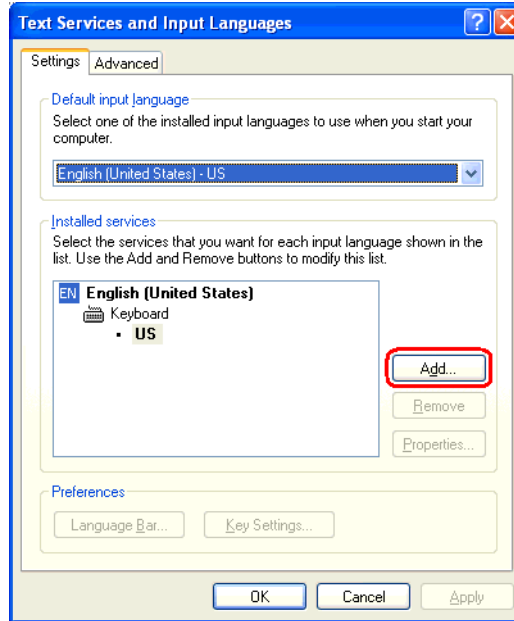 Text Services and Input Languages
Settings Advanced
Default input language
Select one of the installed input languages to use when you start your
computer.
English (United States) - US
Installed services
Select the services that you want for each input language shown in the
list. Use the Add and Remove buttons to modify this list.
EN English (United States)
Keyboard
• US
Add...
Remove
Properties...
Preferences
Language Bar... Key Settings...
OK Cancel Apply